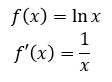 f(x) = ln x
f′(x) = 1/x